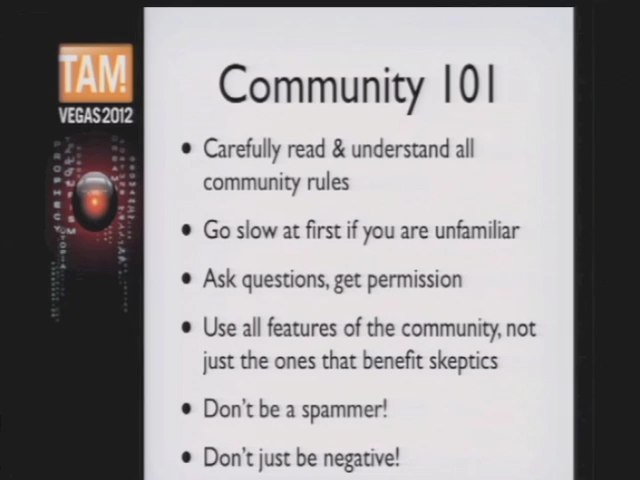 TAM!
VEGAS 2012
Community 101
• Carefully read & understand all
community rules
• Go slow at first if you are unfamiliar
• Ask questions, get permission
• Use all features of the community, not
just the ones that benefit skeptics
• Don't be a spammer!
• Don't just be negative!